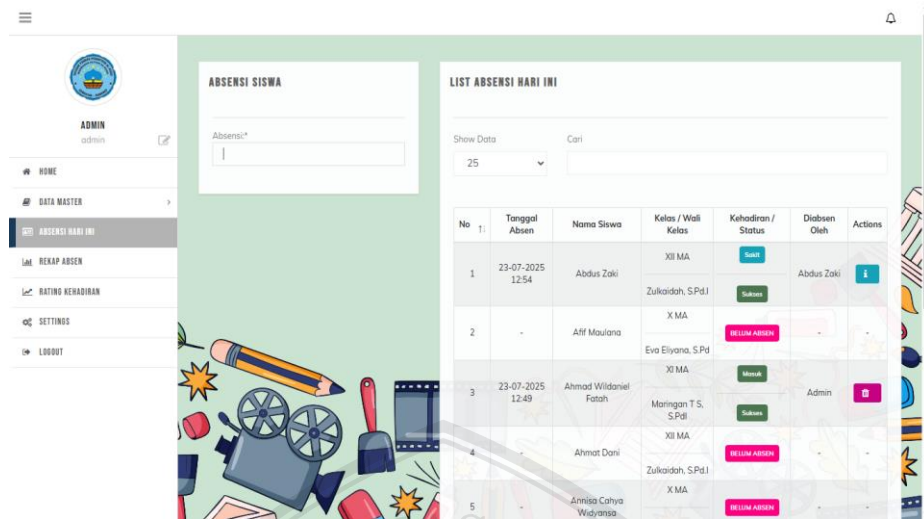 ADMIN
admin
HOME
DATA MASTER
ABSENSI HARI INI
REKAP ABSEN
RATING KEHADIRAN
SETTINGS
LOGOUT
ABSENSI SISWA
Absensi:*
LIST ABSENSI HARI INI
Show Data Cari
25
No Tanggal Absen Nama Siswa Kelas / Wali Kelas Kehadiran / Status Diabsen Oleh Actions
1 23-07-2025 12:54 Abdus Zaki XII MA Zulkaidah, S.Pd.I Sakit Sukses Abdus Zaki
2 - Afif Maulana X MA Eva Eliyana, S.Pd BELUM ABSEN - -
3 23-07-2025 12:49 Ahmad Wildaniel Fatah XI MA Maringan T S, S.PdI Masuk Sukses Admin
4 - Ahmat Dani XII MA Zulkaidah, S.Pd.I BELUM ABSEN - -
5 - Annisa Cahya Widyansa X MA BELUM ABSEN - -